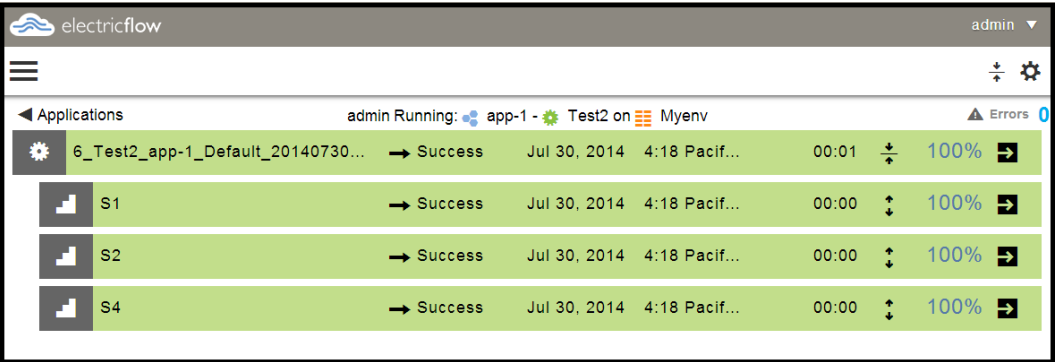 electricflow admin
Applications admin Running: app-1 - Test2 on Myenv Errors 0
6_Test2_app-1_Default_20140730... Success Jul 30, 2014 4:18 Pacif... 00:01 100%
S1 Success Jul 30, 2014 4:18 Pacif... 00:00 100%
S2 Success Jul 30, 2014 4:18 Pacif... 00:00 100%
S4 Success Jul 30, 2014 4:18 Pacif... 00:00 100%